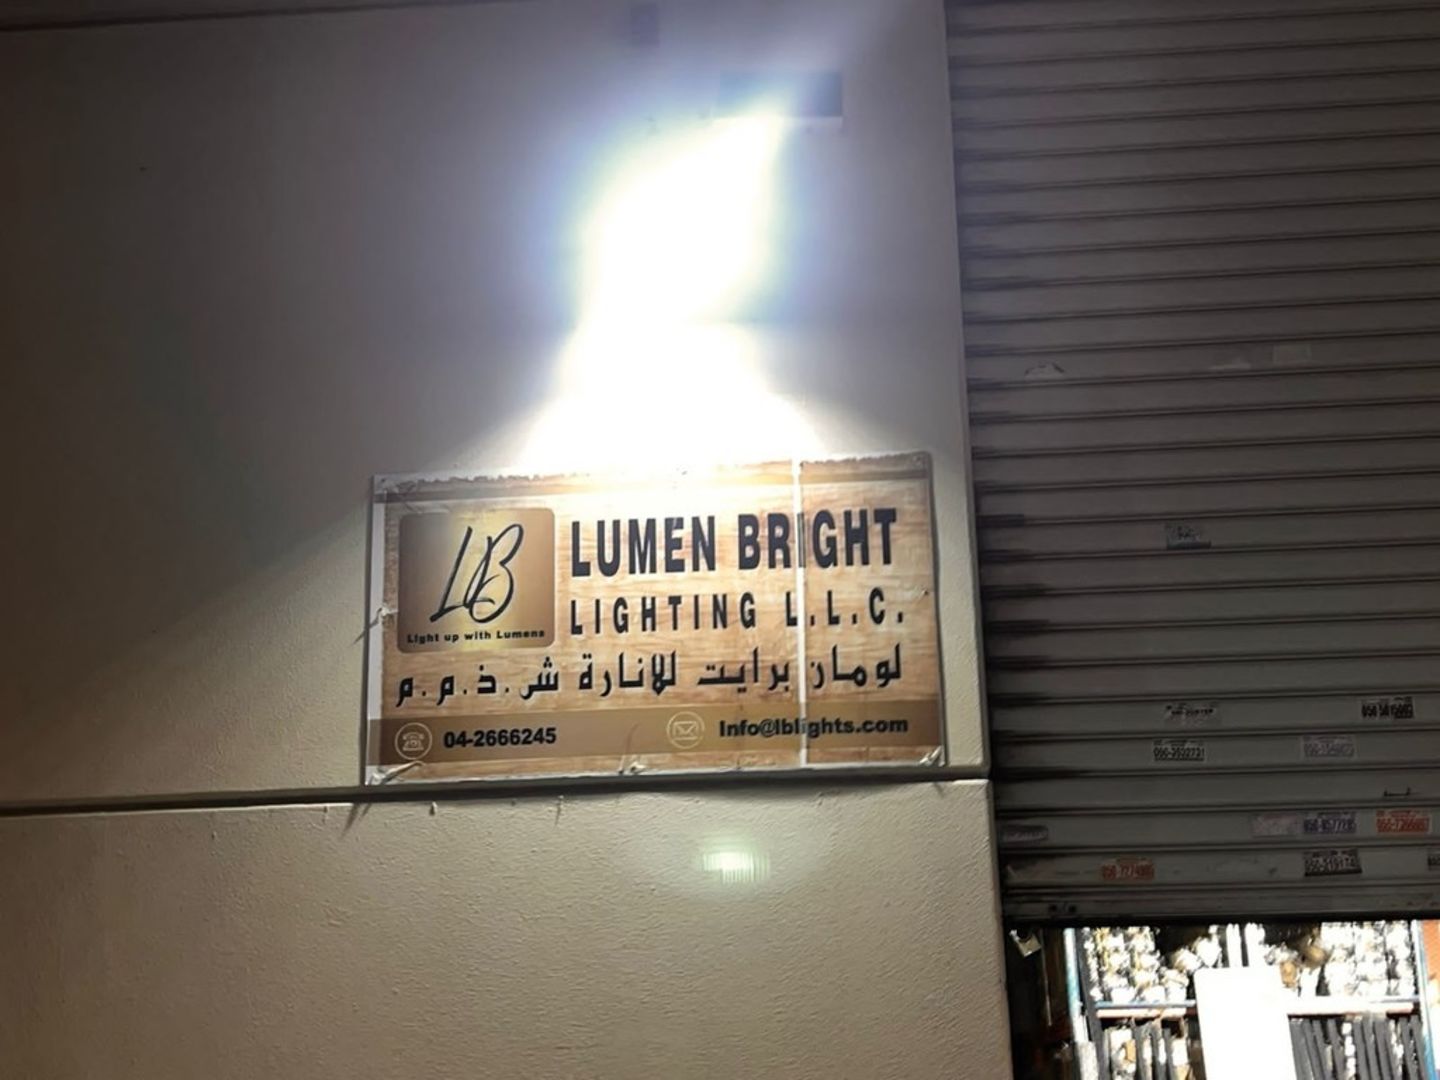 LB
Light up with Lumens
LUMEN BRIGHT
LIGHTING L.L.C.
لومان برايت للانارة ش.ذ.م.م
04-2666245
Info@lblights.com